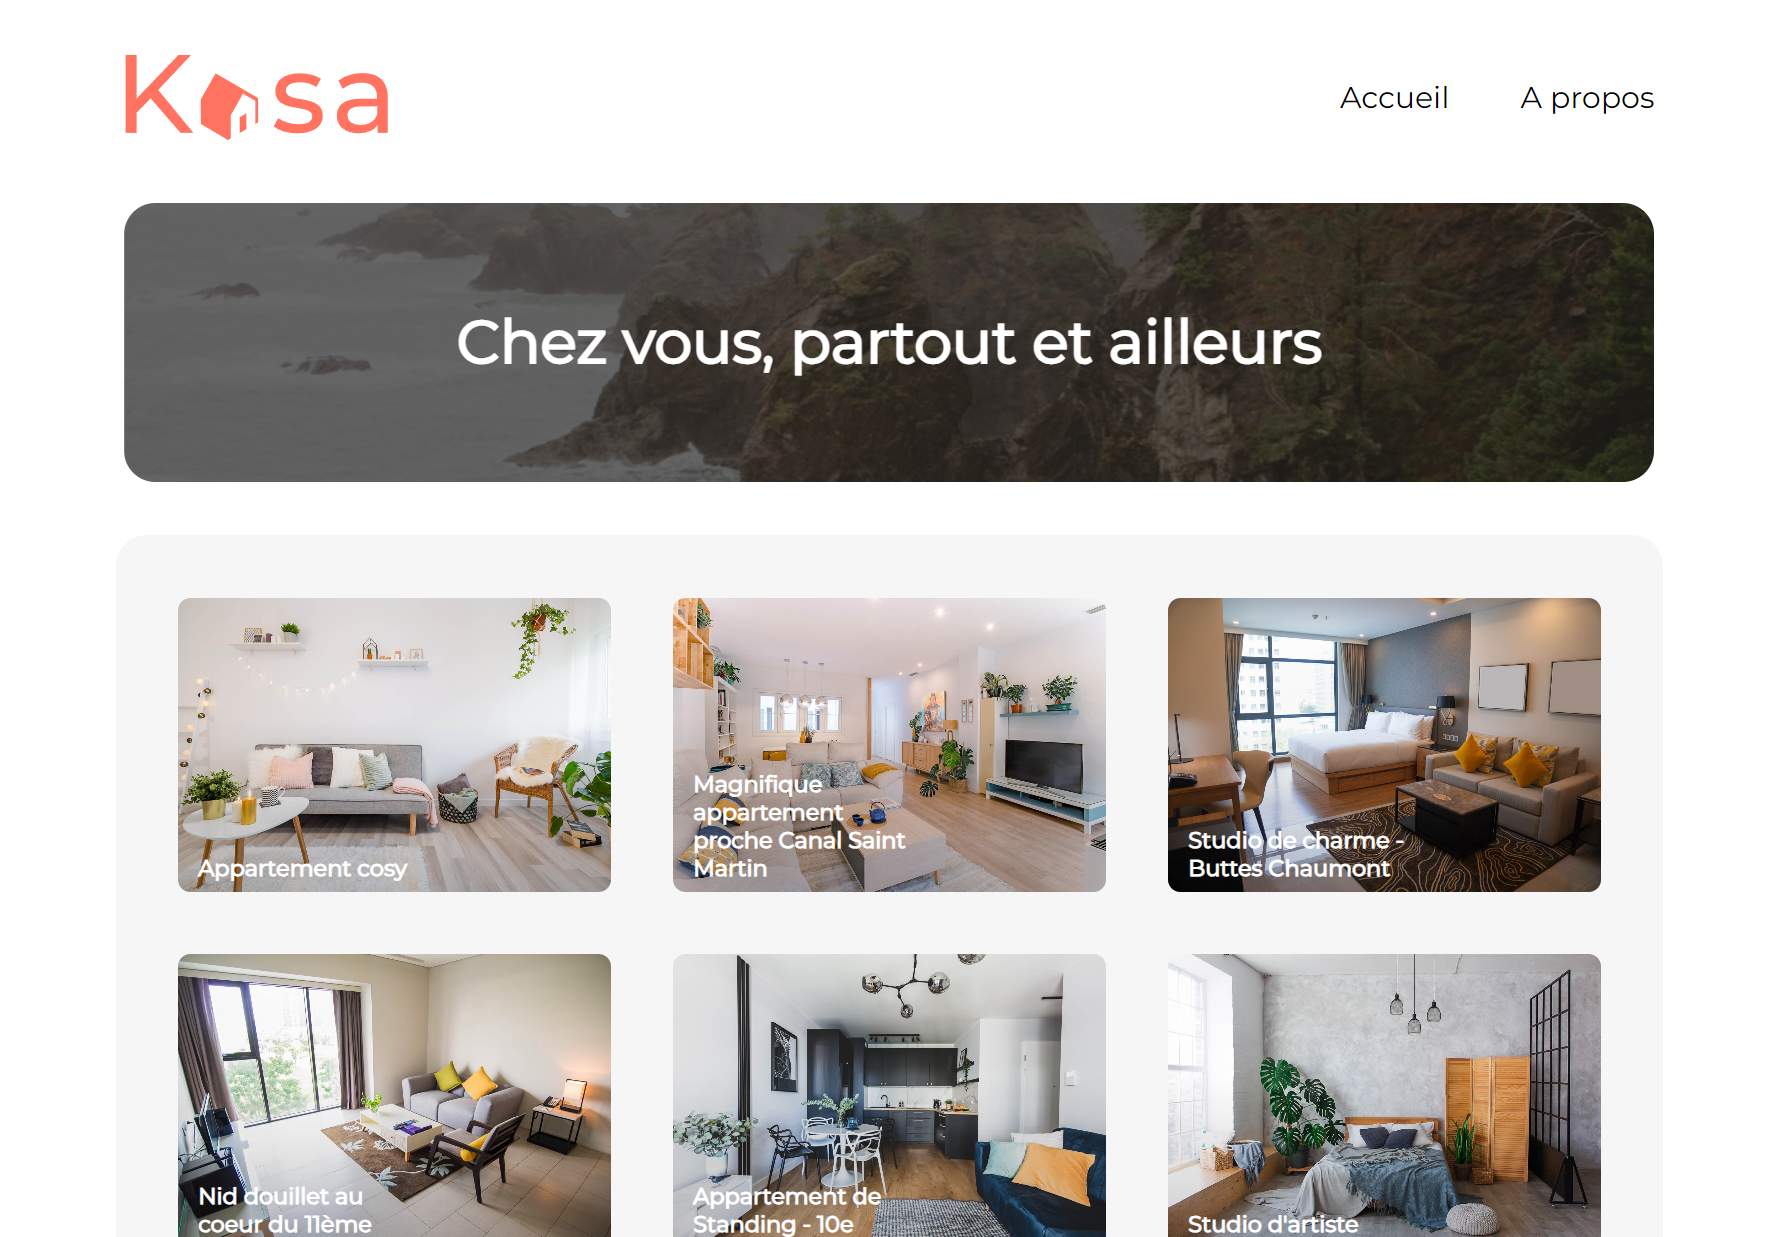 Kasa
Accueil
A propos
Chez vous, partout et ailleurs
Appartement cosy
Magnifique
appartement
proche Canal Saint
Martin
Studio de charme -
Buttes Chaumont
Nid douillet au
coeur du 11ème
Appartement de
Standing - 10e
Studio d'artiste